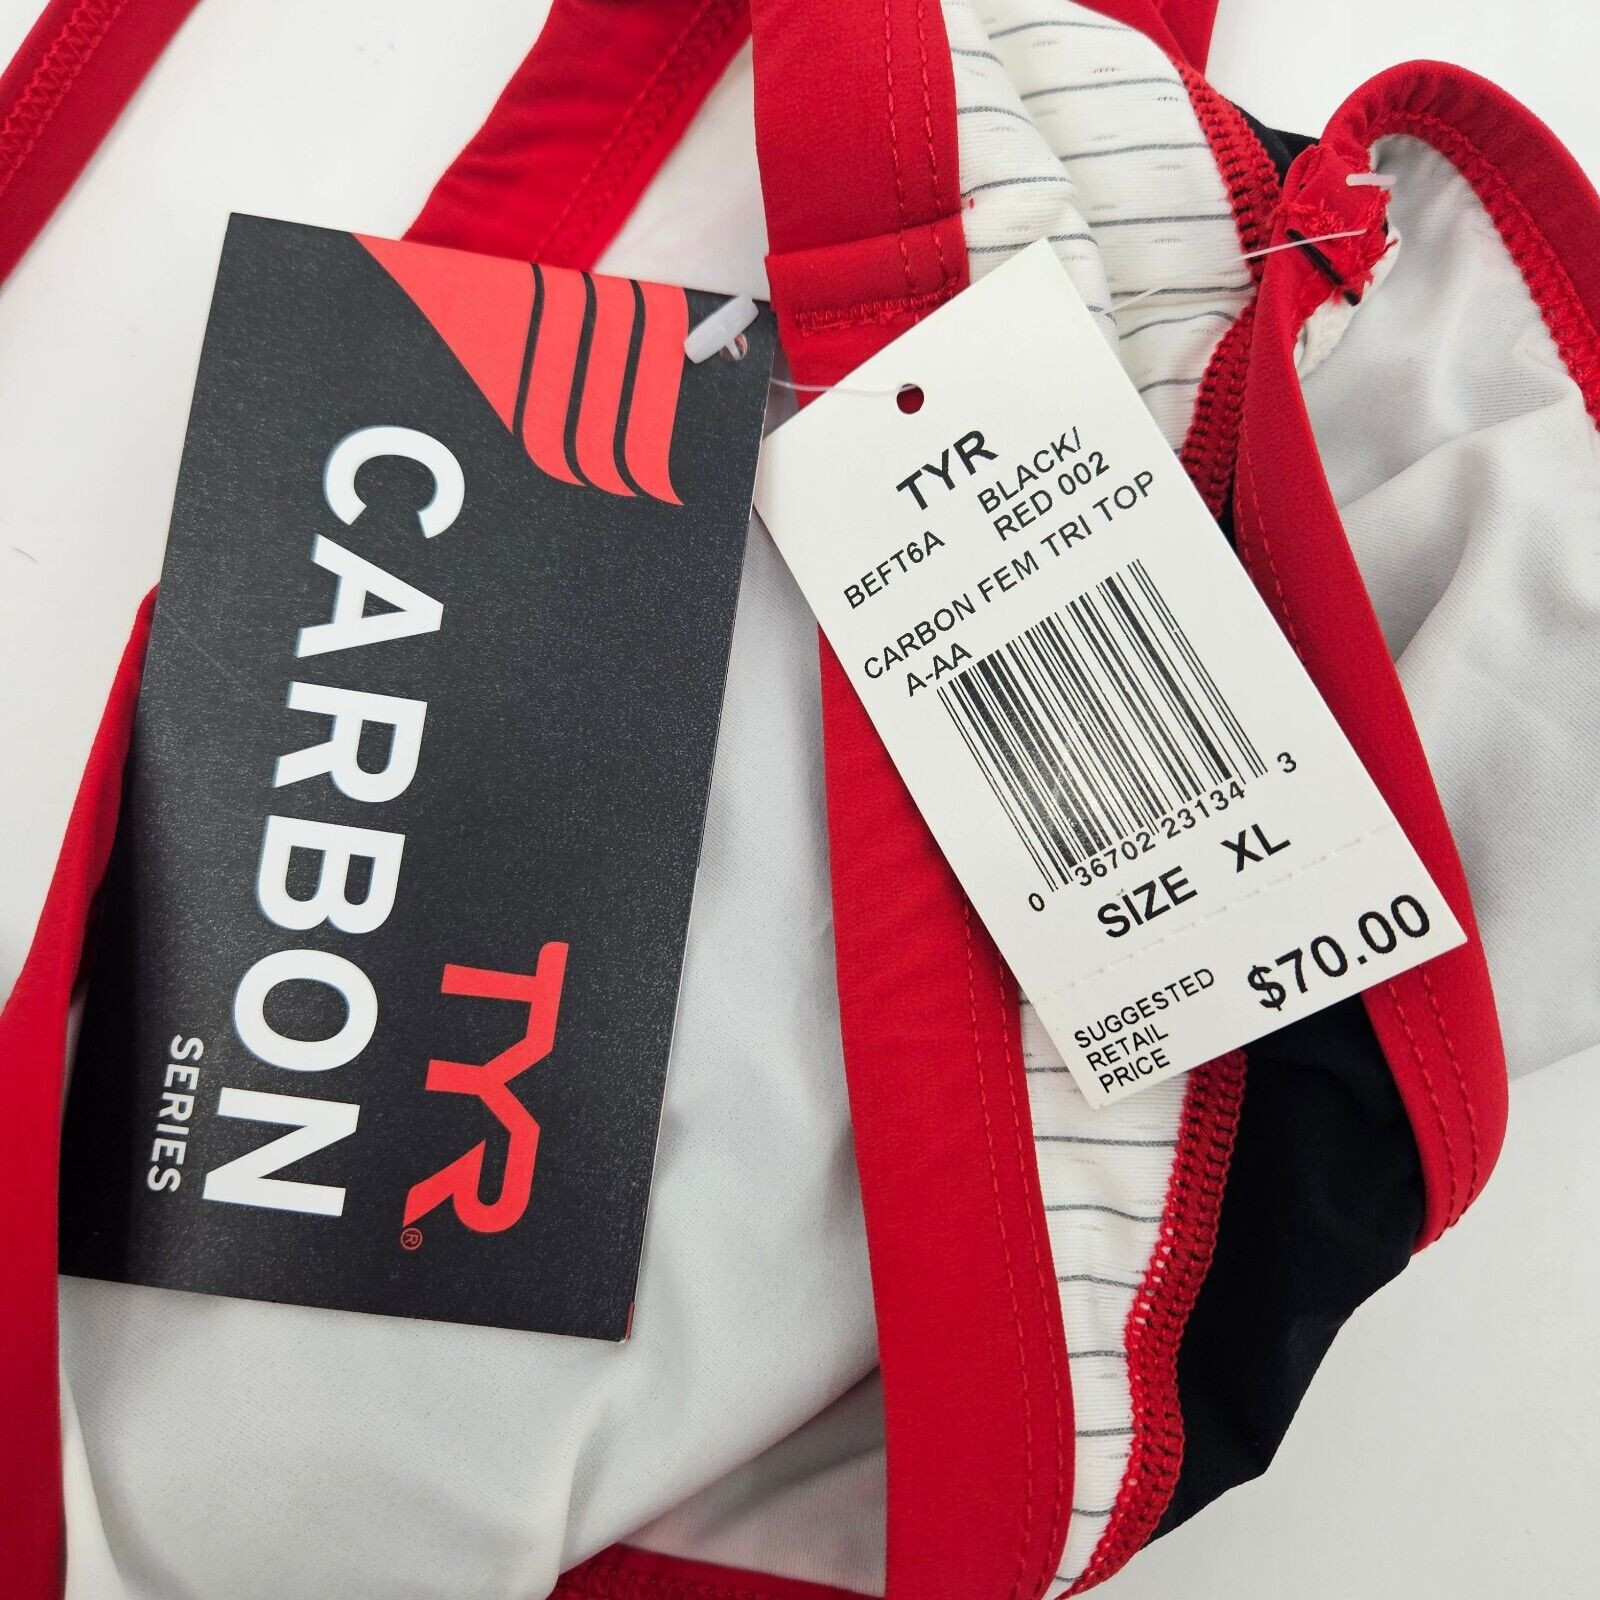 CARBON
SERIES
TYR
®
TYR
BEFT6A BLACK/
RED 002
CARBON FEM TRI TOP
A-AA
0 36702 23134 3
SIZE XL
SUGGESTED
RETAIL
PRICE
$70.00